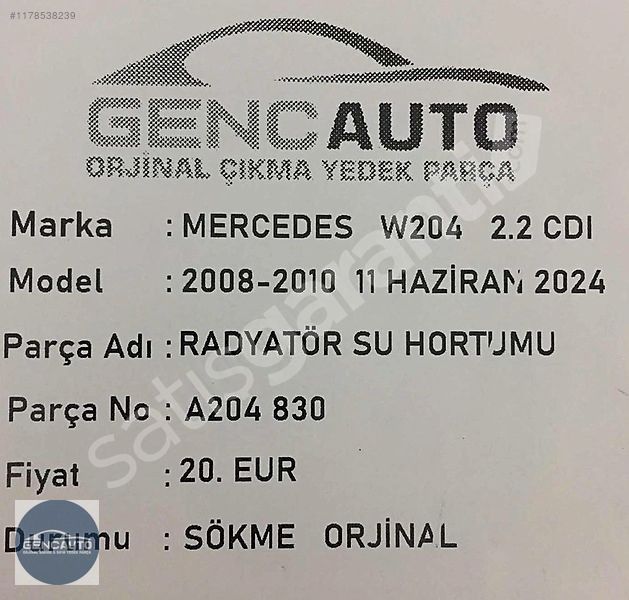 #1178538239
GENCAUTO
ORJİNAL ÇIKMA YEDEK PARÇA
Marka : MERCEDES W204 2.2 CDI
Model : 2008-2010 11 HAZİRAN 2024
Parça Adı : RADYATÖR SU HORTUMU
Parça No : A204 830
Fiyat : 20. EUR
Durumu : SÖKME ORJİNAL
satışgaranti.com
GENCAUTO